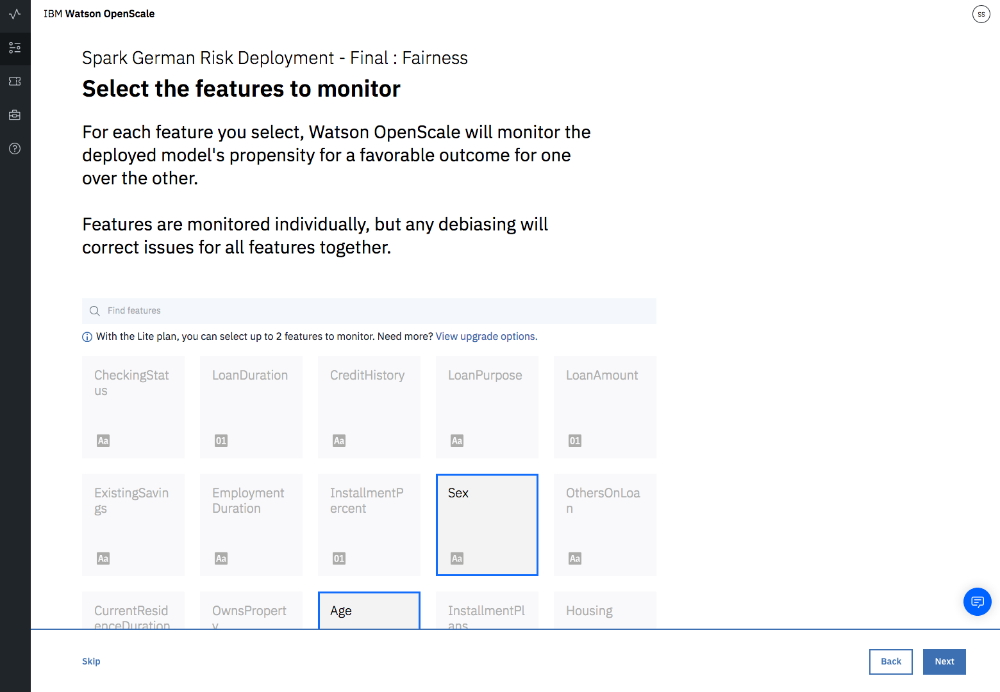 IBM Watson OpenScale
SS
Spark German Risk Deployment - Final : Fairness
Select the features to monitor
For each feature you select, Watson OpenScale will monitor the
deployed model's propensity for a favorable outcome for one
over the other.
Features are monitored individually, but any debiasing will
correct issues for all features together.
Find features
With the Lite plan, you can select up to 2 features to monitor. Need more? View upgrade options.
CheckingStat
us
Aa
LoanDuration
01
CreditHistory
Aa
LoanPurpose
Aa
LoanAmount
01
ExistingSavin
gs
Aa
Employment
Duration
Aa
InstallmentP
ercent
01
Sex
Aa
OthersOnLoa
n
Aa
CurrentResid
enceDuration
OwnsPropert
y
Age
InstallmentPl
ans
Housing
Skip
Back
Next